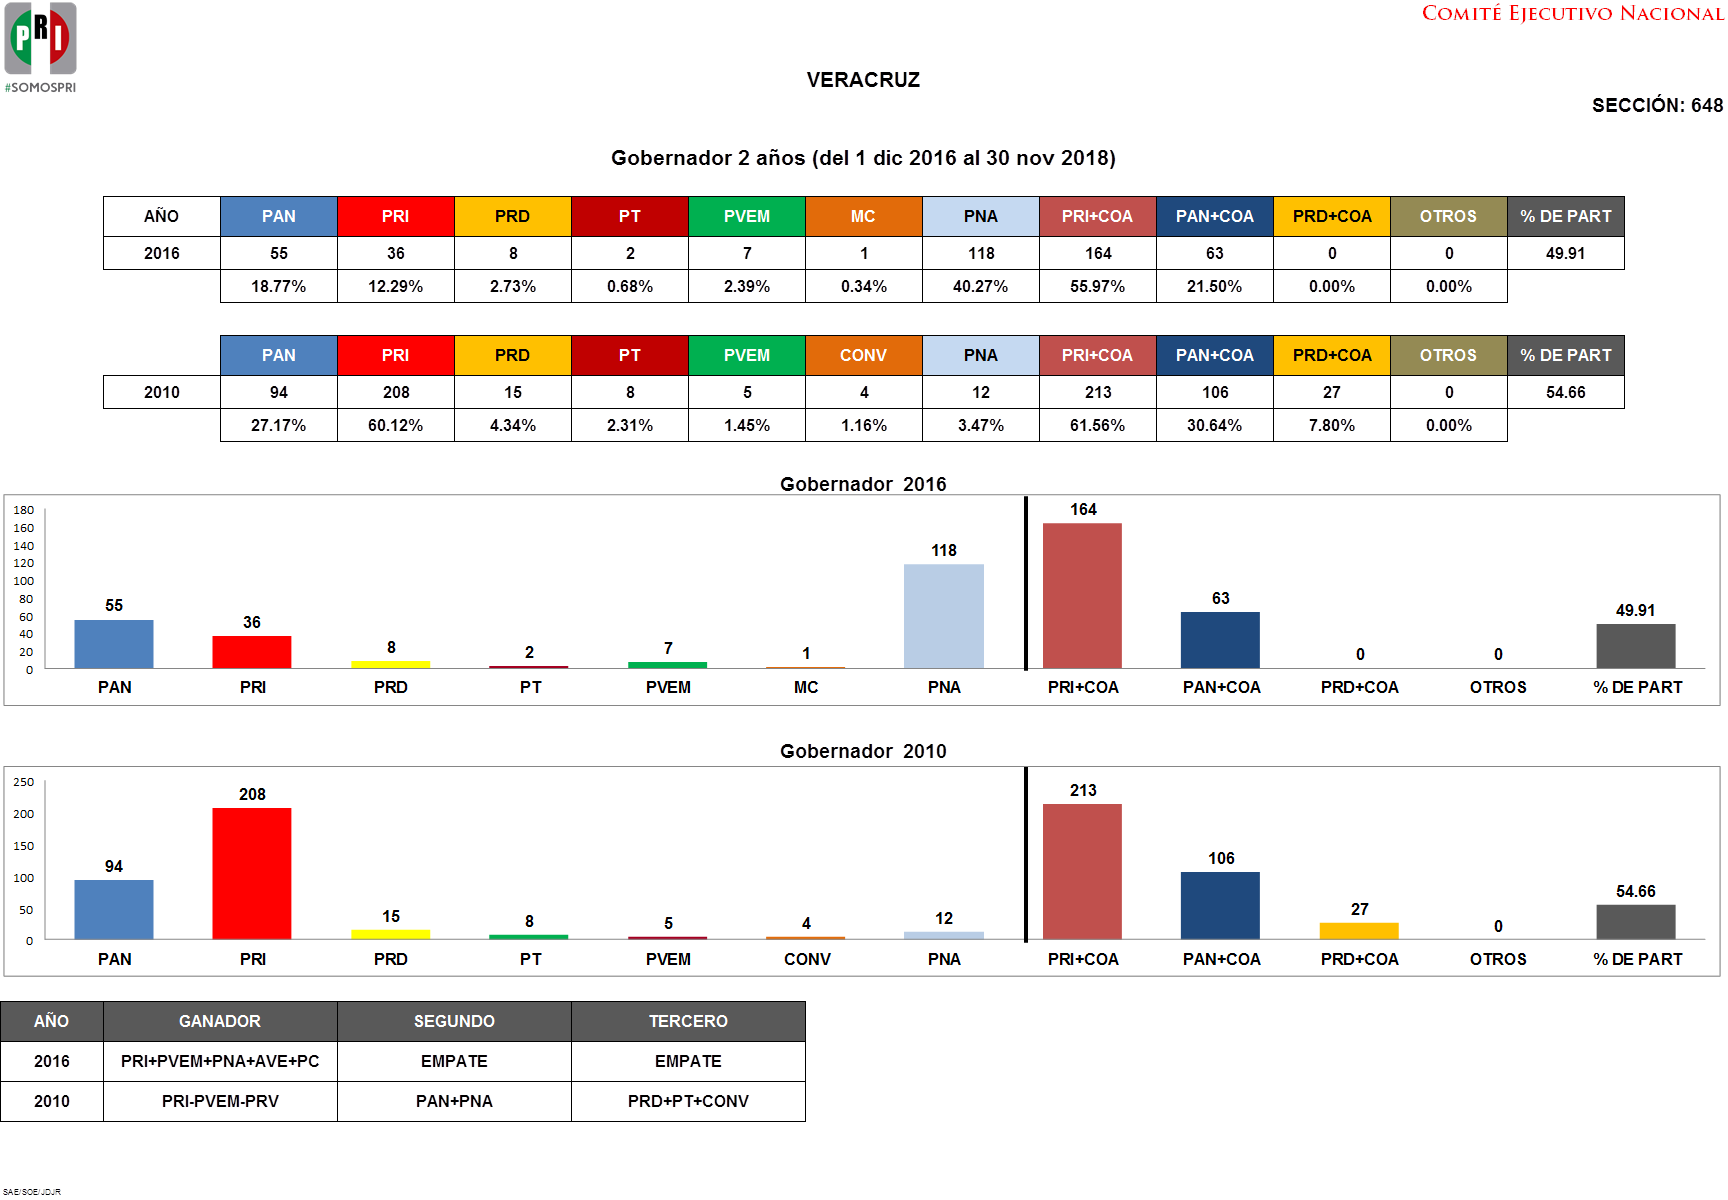 PRI
#SOMOSPRI
COMITÉ EJECUTIVO NACIONAL
VERACRUZ
SECCIÓN: 648
Gobernador 2 años (del 1 dic 2016 al 30 nov 2018)
AÑO PAN PRI PRD PT PVEM MC PNA PRI+COA PAN+COA PRD+COA OTROS % DE PART
2016 55 36 8 2 7 1 118 164 63 0 0 49.91
18.77% 12.29% 2.73% 0.68% 2.39% 0.34% 40.27% 55.97% 21.50% 0.00% 0.00%
PAN PRI PRD PT PVEM CONV PNA PRI+COA PAN+COA PRD+COA OTROS % DE PART
2010 94 208 15 8 5 4 12 213 106 27 0 54.66
27.17% 60.12% 4.34% 2.31% 1.45% 1.16% 3.47% 61.56% 30.64% 7.80% 0.00%
Gobernador 2016
180
160
140
120
100
80
60
40
20
0
55 36 8 2 7 1 118 164 63 0 0 49.91
PAN PRI PRD PT PVEM MC PNA PRI+COA PAN+COA PRD+COA OTROS % DE PART
Gobernador 2010
250
200
150
100
50
0
94 208 15 8 5 4 12 213 106 27 0 54.66
PAN PRI PRD PT PVEM CONV PNA PRI+COA PAN+COA PRD+COA OTROS % DE PART
AÑO GANADOR SEGUNDO TERCERO
2016 PRI+PVEM+PNA+AVE+PC EMPATE EMPATE
2010 PRI-PVEM-PRV PAN+PNA PRD+PT+CONV
SAE/SOE/JDJR